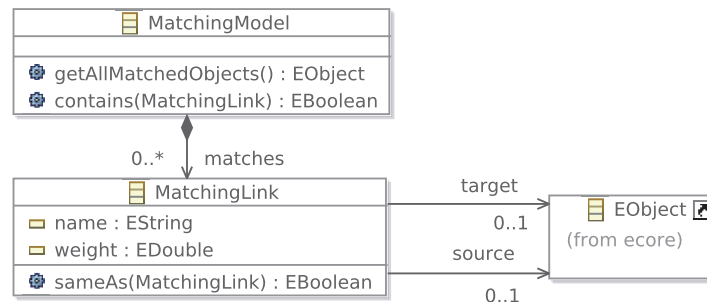 MatchingModel
getAllMatchedObjects() : EObject
contains(MatchingLink) : EBoolean
0..* matches
MatchingLink
name : EString
weight : EDouble
sameAs(MatchingLink) : EBoolean
target
0..1
source
0..1
EObject
(from ecore)